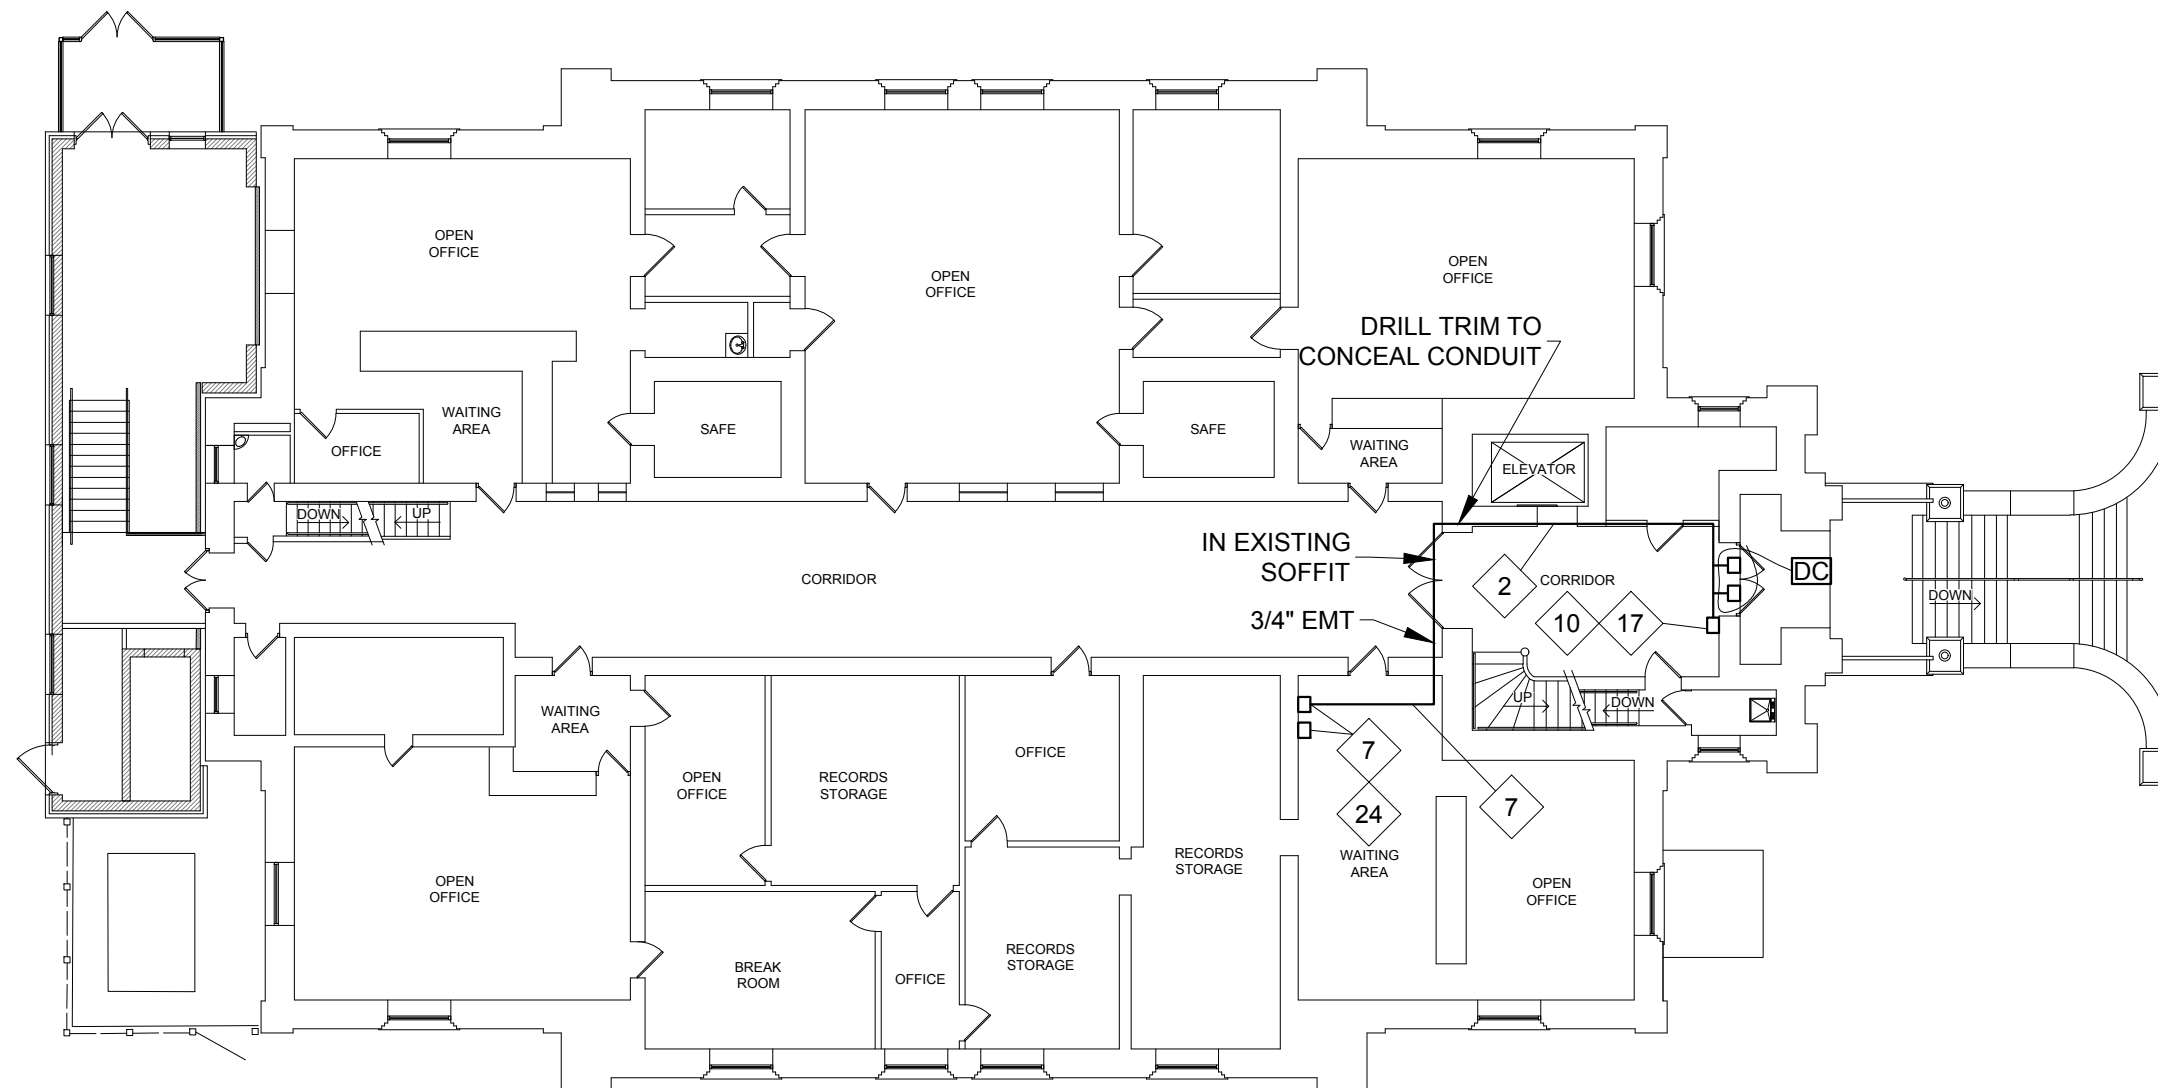 OPEN
OFFICE
OPEN
OFFICE
OPEN
OFFICE
DRILL TRIM TO
CONCEAL CONDUIT
WAITING
AREA
OFFICE
SAFE
SAFE
WAITING
AREA
ELEVATOR
DOWN
UP
IN EXISTING
SOFFIT
CORRIDOR
2
CORRIDOR
DC
DOWN
3/4" EMT
10
17
WAITING
AREA
UP
DOWN
OPEN
OFFICE
RECORDS
STORAGE
OFFICE
7
24
7
OPEN
OFFICE
RECORDS
STORAGE
WAITING
AREA
OPEN
OFFICE
BREAK
ROOM
OFFICE
RECORDS
STORAGE